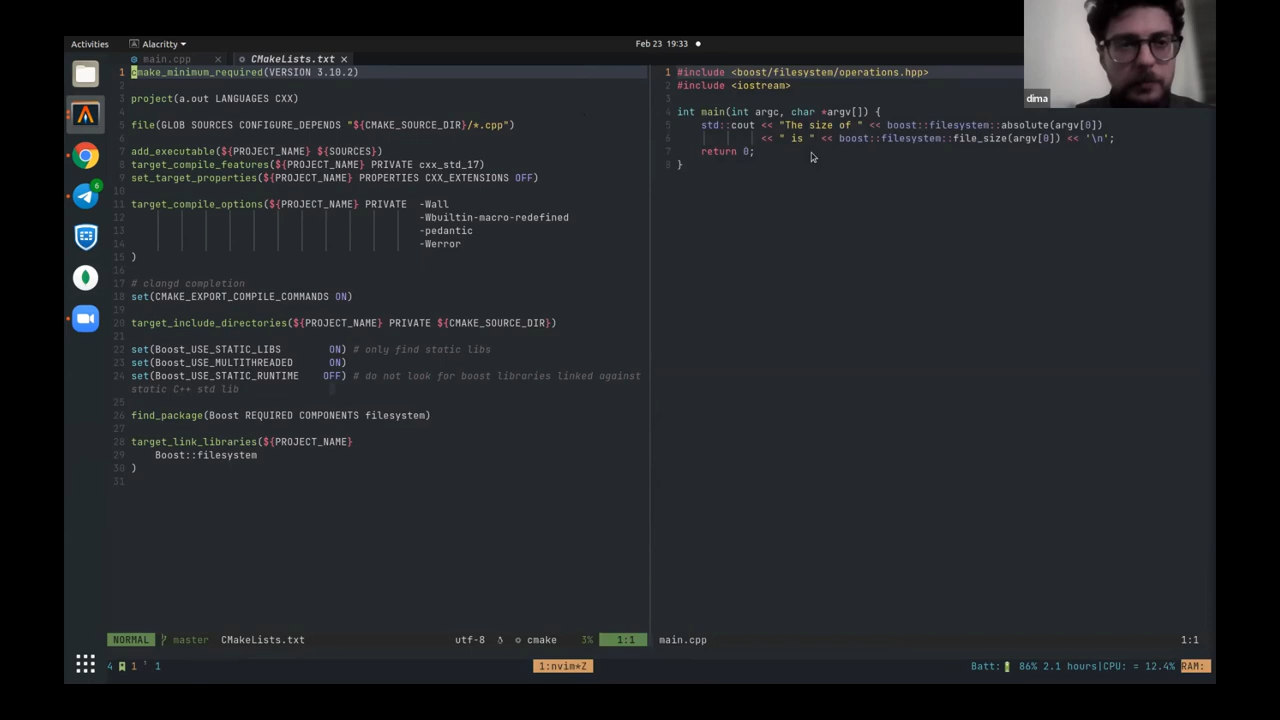 Activities
Alacritty
Feb 23 19:33
dima
main.cpp
CMakeLists.txt
1 cmake_minimum_required(VERSION 3.10.2)
2
3 project(a.out LANGUAGES CXX)
4
5 file(GLOB SOURCES CONFIGURE_DEPENDS "${CMAKE_SOURCE_DIR}/*.cpp")
6
7 add_executable(${PROJECT_NAME} ${SOURCES})
8 target_compile_features(${PROJECT_NAME} PRIVATE cxx_std_17)
9 set_target_properties(${PROJECT_NAME} PROPERTIES CXX_EXTENSIONS OFF)
10
11 target_compile_options(${PROJECT_NAME} PRIVATE -Wall
12 -Wbuiltin-macro-redefined
13 -pedantic
14 -Werror
15 )
16
17 # clangd completion
18 set(CMAKE_EXPORT_COMPILE_COMMANDS ON)
19
20 target_include_directories(${PROJECT_NAME} PRIVATE ${CMAKE_SOURCE_DIR})
21
22 set(Boost_USE_STATIC_LIBS ON) # only find static libs
23 set(Boost_USE_MULTITHREADED ON)
24 set(Boost_USE_STATIC_RUNTIME OFF) # do not look for boost libraries linked against
static C++ std lib
25
26 find_package(Boost REQUIRED COMPONENTS filesystem)
27
28 target_link_libraries(${PROJECT_NAME}
29 Boost::filesystem
30 )
31
1 #include <boost/filesystem/operations.hpp>
2 #include <iostream>
3
4 int main(int argc, char *argv[]) {
5 std::cout << "The size of " << boost::filesystem::absolute(argv[0])
6 << " is " << boost::filesystem::file_size(argv[0]) << '\n';
7 return 0;
8 }
NORMAL master CMakeLists.txt utf-8 cmake 3% 1:1
main.cpp 1:1
4 1 ' 1
1:nvim*Z
Batt: 86% 2.1 hours|CPU: = 12.4% RAM:
6